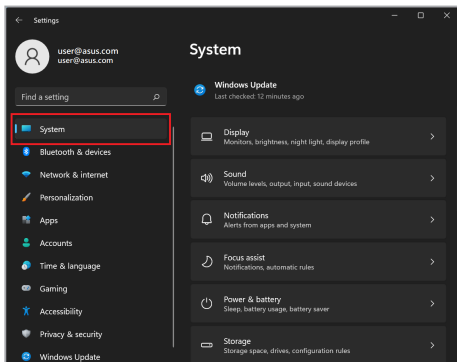 Settings
user@asus.com
user@asus.com
Find a setting
System
Bluetooth & devices
Network & internet
Personalization
Apps
Accounts
Time & language
Gaming
Accessibility
Privacy & security
Windows Update
System
Windows Update
Last checked: 12 minutes ago
Display
Monitors, brightness, night light, display profile
Sound
Volume levels, output, input, sound devices
Notifications
Alerts from apps and system
Focus assist
Notifications, automatic rules
Power & battery
Sleep, battery usage, battery saver
Storage
Storage space, drives, configuration rules